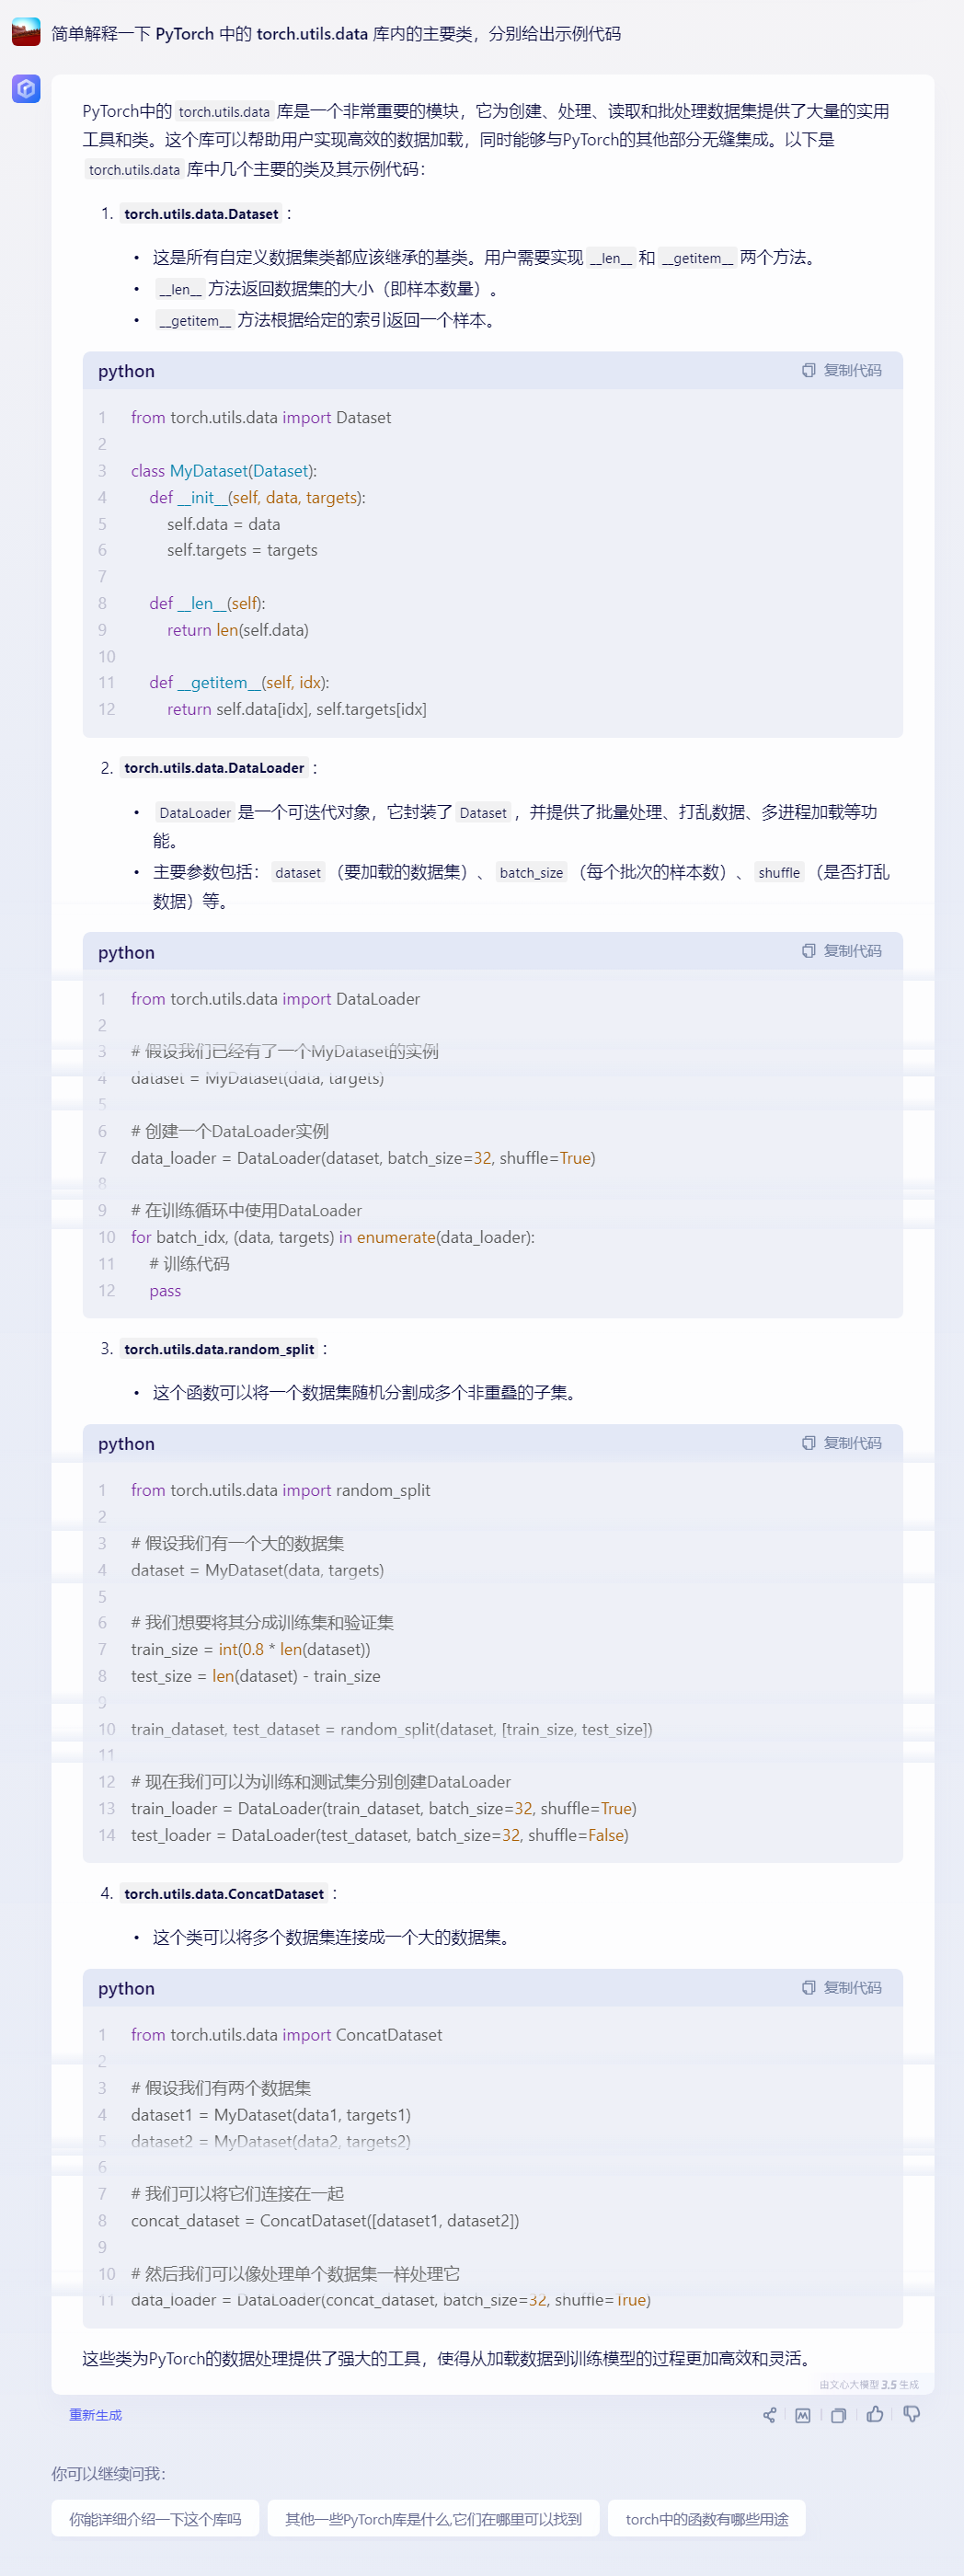 简单解释一下 PyTorch 中的 torch.utils.data 库内的主要类，分别给出示例代码
PyTorch中的 torch.utils.data 库是一个非常重要的模块，它为创建、处理、读取和批处理数据集提供了大量的实用
工具和类。这个库可以帮助用户实现高效的数据加载，同时能够与PyTorch的其他部分无缝集成。以下是
torch.utils.data 库中几个主要的类及其示例代码：
1. torch.utils.data.Dataset ：
• 这是所有自定义数据集类都应该继承的基类。用户需要实现 __len__ 和 __getitem__ 两个方法。
• __len__ 方法返回数据集的大小（即样本数量）。
• __getitem__ 方法根据给定的索引返回一个样本。
python 复制代码
1 from torch.utils.data import Dataset
2
3 class MyDataset(Dataset):
4     def __init__(self, data, targets):
5         self.data = data
6         self.targets = targets
7
8     def __len__(self):
9         return len(self.data)
10
11     def __getitem__(self, idx):
12         return self.data[idx], self.targets[idx]
2. torch.utils.data.DataLoader ：
• DataLoader 是一个可迭代对象，它封装了 Dataset ，并提供了批量处理、打乱数据、多进程加载等功
能。
• 主要参数包括： dataset （要加载的数据集）、 batch_size （每个批次的样本数）、 shuffle （是否打乱
数据）等。
python 复制代码
1 from torch.utils.data import DataLoader
2
3 # 假设我们已经有了一个MyDataset的实例
4 dataset = MyDataset(data, targets)
5
6 # 创建一个DataLoader实例
7 data_loader = DataLoader(dataset, batch_size=32, shuffle=True)
8
9 # 在训练循环中使用DataLoader
10 for batch_idx, (data, targets) in enumerate(data_loader):
11     # 训练代码
12     pass
3. torch.utils.data.random_split ：
• 这个函数可以将一个数据集随机分割成多个非重叠的子集。
python 复制代码
1 from torch.utils.data import random_split
2
3 # 假设我们有一个大的数据集
4 dataset = MyDataset(data, targets)
5
6 # 我们想要将其分成训练集和验证集
7 train_size = int(0.8 * len(dataset))
8 test_size = len(dataset) - train_size
9
10 train_dataset, test_dataset = random_split(dataset, [train_size, test_size])
11
12 # 现在我们可以为训练和测试集分别创建DataLoader
13 train_loader = DataLoader(train_dataset, batch_size=32, shuffle=True)
14 test_loader = DataLoader(test_dataset, batch_size=32, shuffle=False)
4. torch.utils.data.ConcatDataset ：
• 这个类可以将多个数据集连接成一个大的数据集。
python 复制代码
1 from torch.utils.data import ConcatDataset
2
3 # 假设我们有两个数据集
4 dataset1 = MyDataset(data1, targets1)
5 dataset2 = MyDataset(data2, targets2)
6
7 # 我们可以将它们连接在一起
8 concat_dataset = ConcatDataset([dataset1, dataset2])
9
10 # 然后我们可以像处理单个数据集一样处理它
11 data_loader = DataLoader(concat_dataset, batch_size=32, shuffle=True)
这些类为PyTorch的数据处理提供了强大的工具，使得从加载数据到训练模型的过程更加高效和灵活。
由文心大模型 3.5 生成
重新生成
你可以继续问我：
你能详细介绍一下这个库吗 其他一些PyTorch库是什么,它们在哪里可以找到 torch中的函数有哪些用途